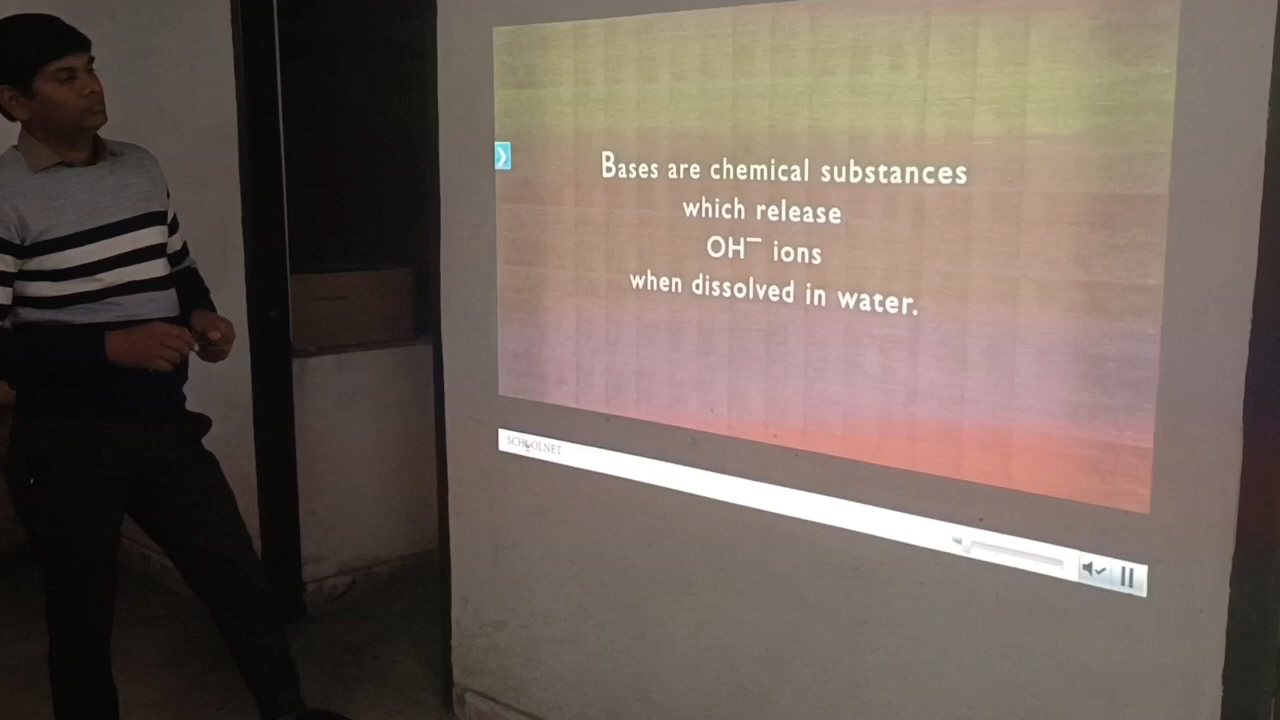 Bases are chemical substances
which release
OH⁻ ions
when dissolved in water.
SCHOOLNET